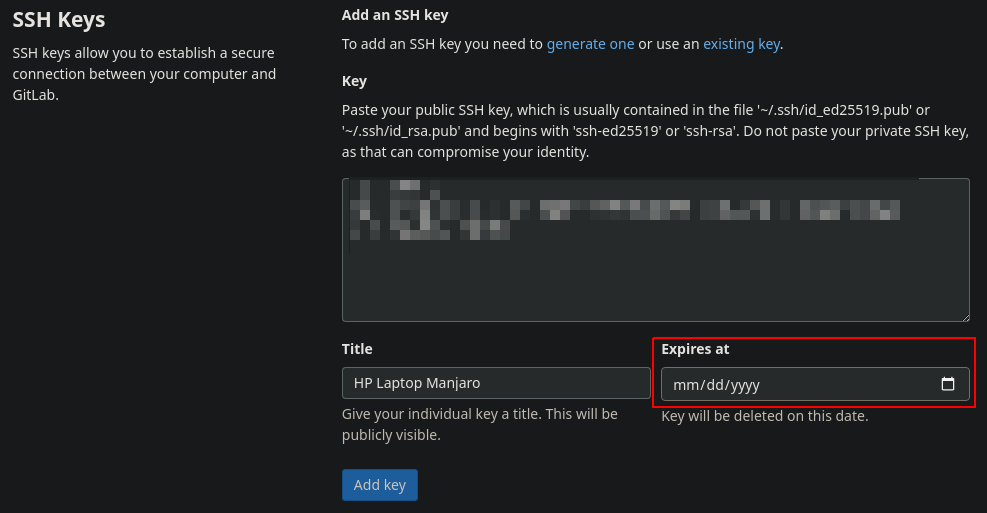 SSH Keys
SSH keys allow you to establish a secure
connection between your computer and
GitLab.
Add an SSH key
To add an SSH key you need to generate one or use an existing key.
Key
Paste your public SSH key, which is usually contained in the file '~/.ssh/id_ed25519.pub' or
'~/.ssh/id_rsa.pub' and begins with 'ssh-ed25519' or 'ssh-rsa'. Do not paste your private SSH key,
as that can compromise your identity.
Title
HP Laptop Manjaro
Give your individual key a title. This will be
publicly visible.
Expires at
mm/dd/yyyy
Key will be deleted on this date.
Add key